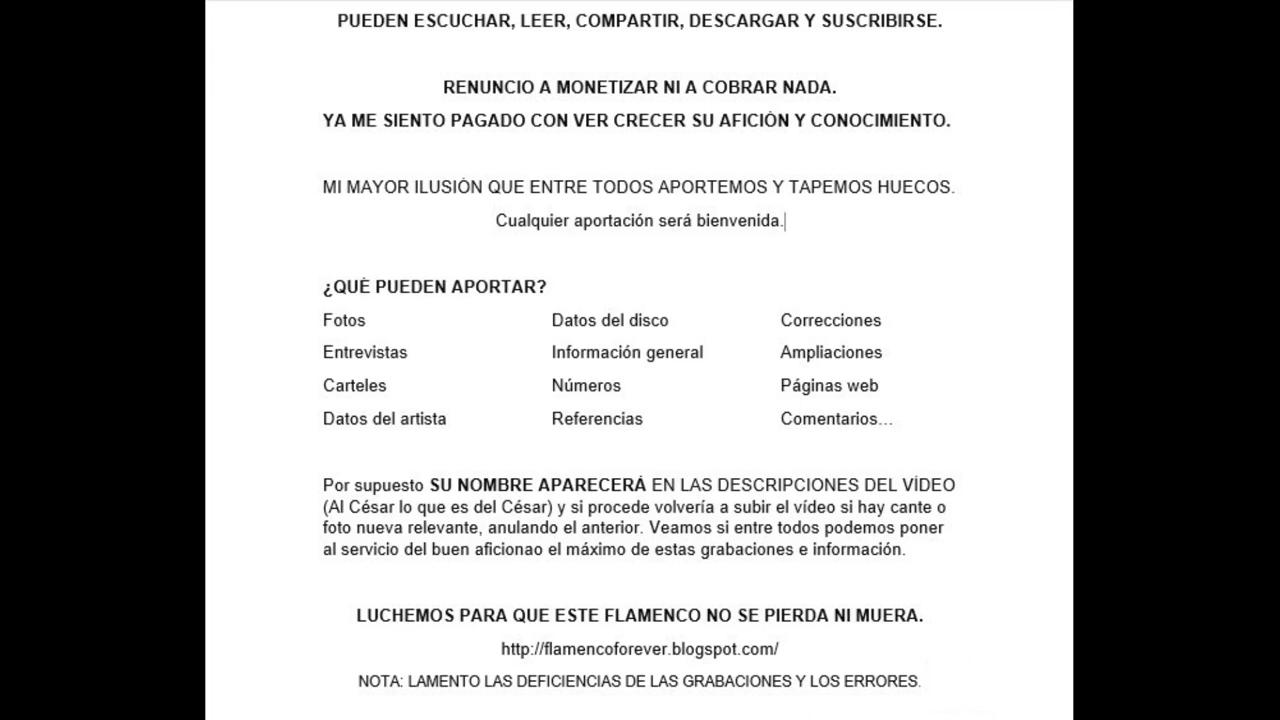 PUEDEN ESCUCHAR, LEER, COMPARTIR, DESCARGAR Y SUSCRIBIRSE.
RENUNCIO A MONETIZAR NI A COBRAR NADA.
YA ME SIENTO PAGADO CON VER CRECER SU AFICIÓN Y CONOCIMIENTO.
MI MAYOR ILUSIÓN QUE ENTRE TODOS APORTEMOS Y TAPEMOS HUECOS.
Cualquier aportación será bienvenida.
¿QUÉ PUEDEN APORTAR?
Fotos Datos del disco Correcciones
Entrevistas Información general Ampliaciones
Carteles Números Páginas web
Datos del artista Referencias Comentarios...
Por supuesto SU NOMBRE APARECERÁ EN LAS DESCRIPCIONES DEL VÍDEO
(Al César lo que es del César) y si procede volvería a subir el vídeo si hay cante o
foto nueva relevante, anulando el anterior. Veamos si entre todos podemos poner
al servicio del buen aficionao el máximo de estas grabaciones e información.
LUCHEMOS PARA QUE ESTE FLAMENCO NO SE PIERDA NI MUERA.
http://flamencoforever.blogspot.com/
NOTA: LAMENTO LAS DEFICIENCIAS DE LAS GRABACIONES Y LOS ERRORES.